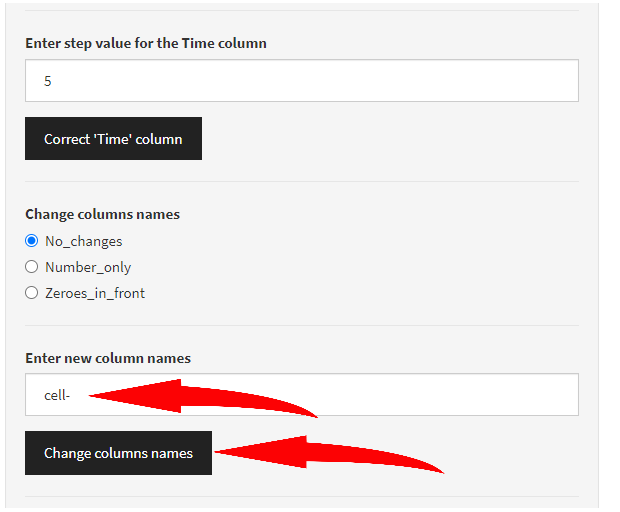 Enter step value for the Time column
5
Correct 'Time' column
Change columns names
No_changes
Number_only
Zeroes_in_front
Enter new column names
cell-
Change columns names